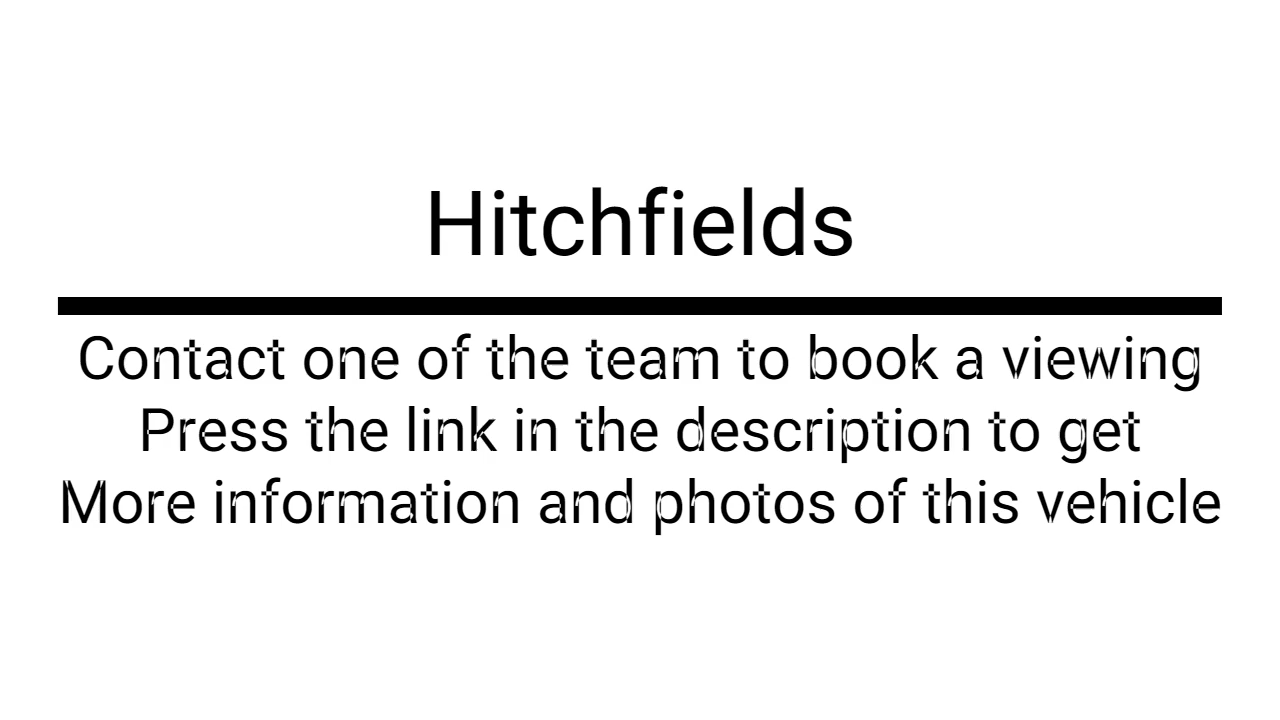 Hitchfields
Contact one of the team to book a viewing
Press the link in the description to get
More information and photos of this vehicle